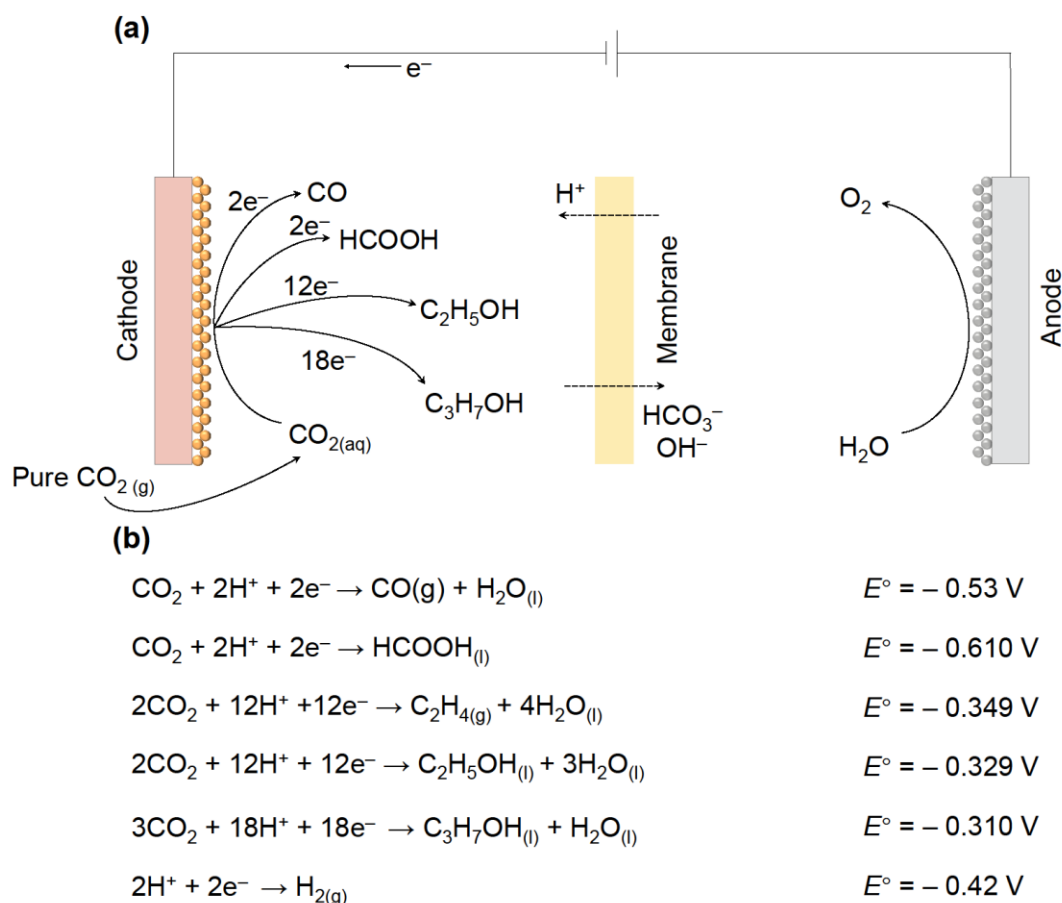 (a)
e⁻
Cathode
2e⁻
CO
2e⁻
HCOOH
12e⁻
C₂H₅OH
18e⁻
C₃H₇OH
CO₂₍aq₎
Pure CO₂ ₍g₎
H⁺
Membrane
HCO₃⁻
OH⁻
O₂
H₂O
Anode
(b)
CO₂ + 2H⁺ + 2e⁻ → CO(g) + H₂O₍l₎ E° = – 0.53 V
CO₂ + 2H⁺ + 2e⁻ → HCOOH₍l₎ E° = – 0.610 V
2CO₂ + 12H⁺ +12e⁻ → C₂H₄₍g₎ + 4H₂O₍l₎ E° = – 0.349 V
2CO₂ + 12H⁺ + 12e⁻ → C₂H₅OH₍l₎ + 3H₂O₍l₎ E° = – 0.329 V
3CO₂ + 18H⁺ + 18e⁻ → C₃H₇OH₍l₎ + H₂O₍l₎ E° = – 0.310 V
2H⁺ + 2e⁻ → H₂₍g₎ E° = – 0.42 V